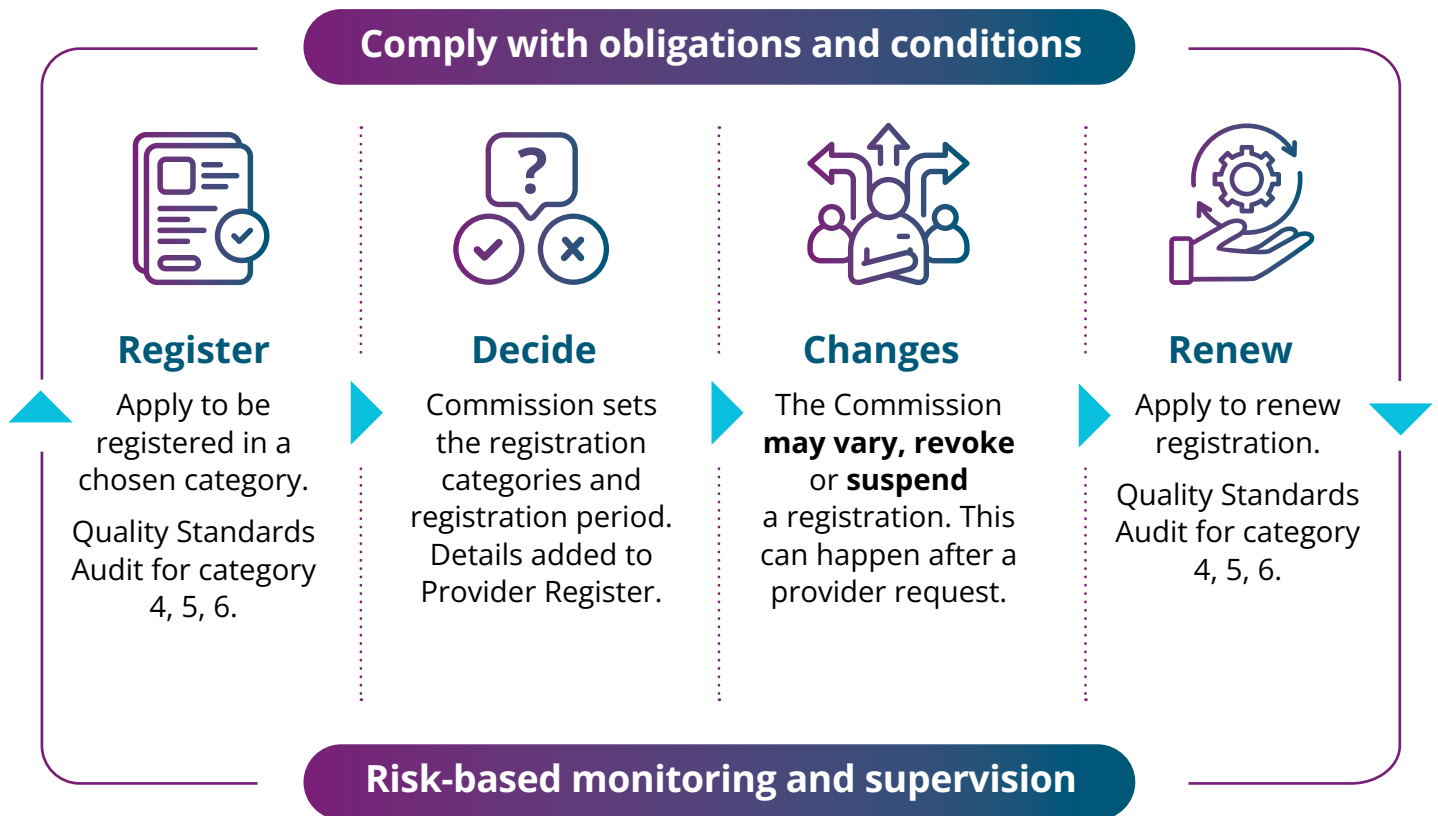 Comply with obligations and conditions
?
Register
Apply to be
registered in a
chosen category.
Quality Standards
Audit for category
4, 5, 6.
Decide
Commission sets
the registration
categories and
registration period.
Details added to
Provider Register.
Changes
The Commission
may vary, revoke
or suspend
a registration. This
can happen after a
provider request.
Renew
Apply to renew
registration.
Quality Standards
Audit for category
4, 5, 6.
Risk-based monitoring and supervision